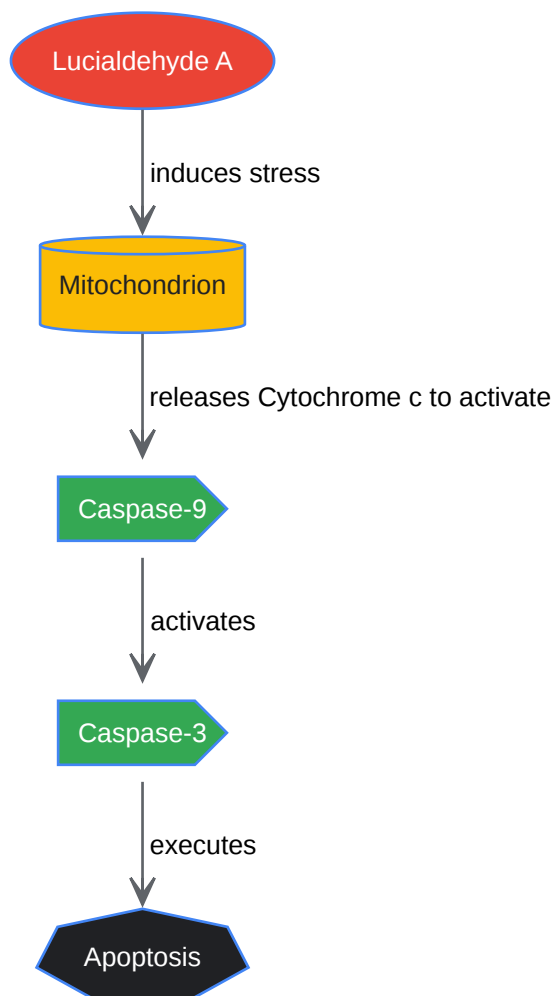 Lucialdehyde A
induces stress
Mitochondrion
releases Cytochrome c to activate
Caspase-9
activates
Caspase-3
executes
Apoptosis